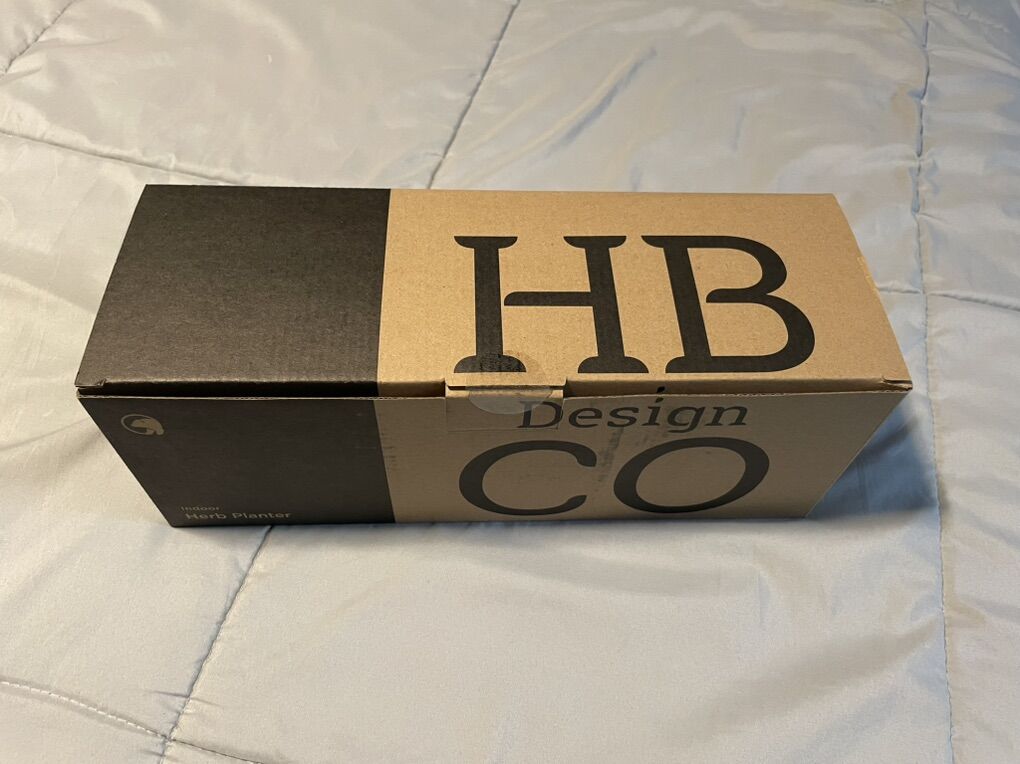 HB
Design
CO
Indoor
Herb Planter